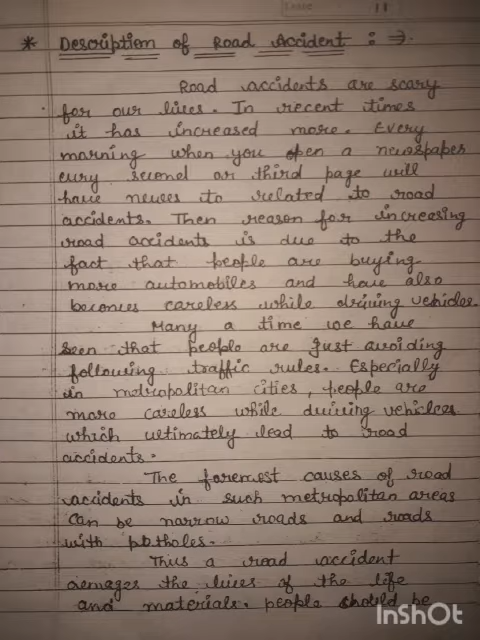 * Description of Road Accident : ⇒
Road accidents are scary
for our lives. In recent times
it has increased more. Every
morning when you open a newspaper
eury second or third page will
have newes to related to road
accidents. Then reason for increasing
road accidents is due to the
fact that people are buying
more automobiles and have also
becomes careless while driving vehicles.
Many a time we have
seen that people are just avoiding
following traffic rules. Especially
in metropolitan cities, people are
more careless while driving vehicles
which ultimately lead to road
accidents.
The foremost causes of road
accidents in such metropolitan areas
can be narrow roads and roads
with potholes.
Thus a road accident
demages the lives of the life
and materials. people should be
InShOt